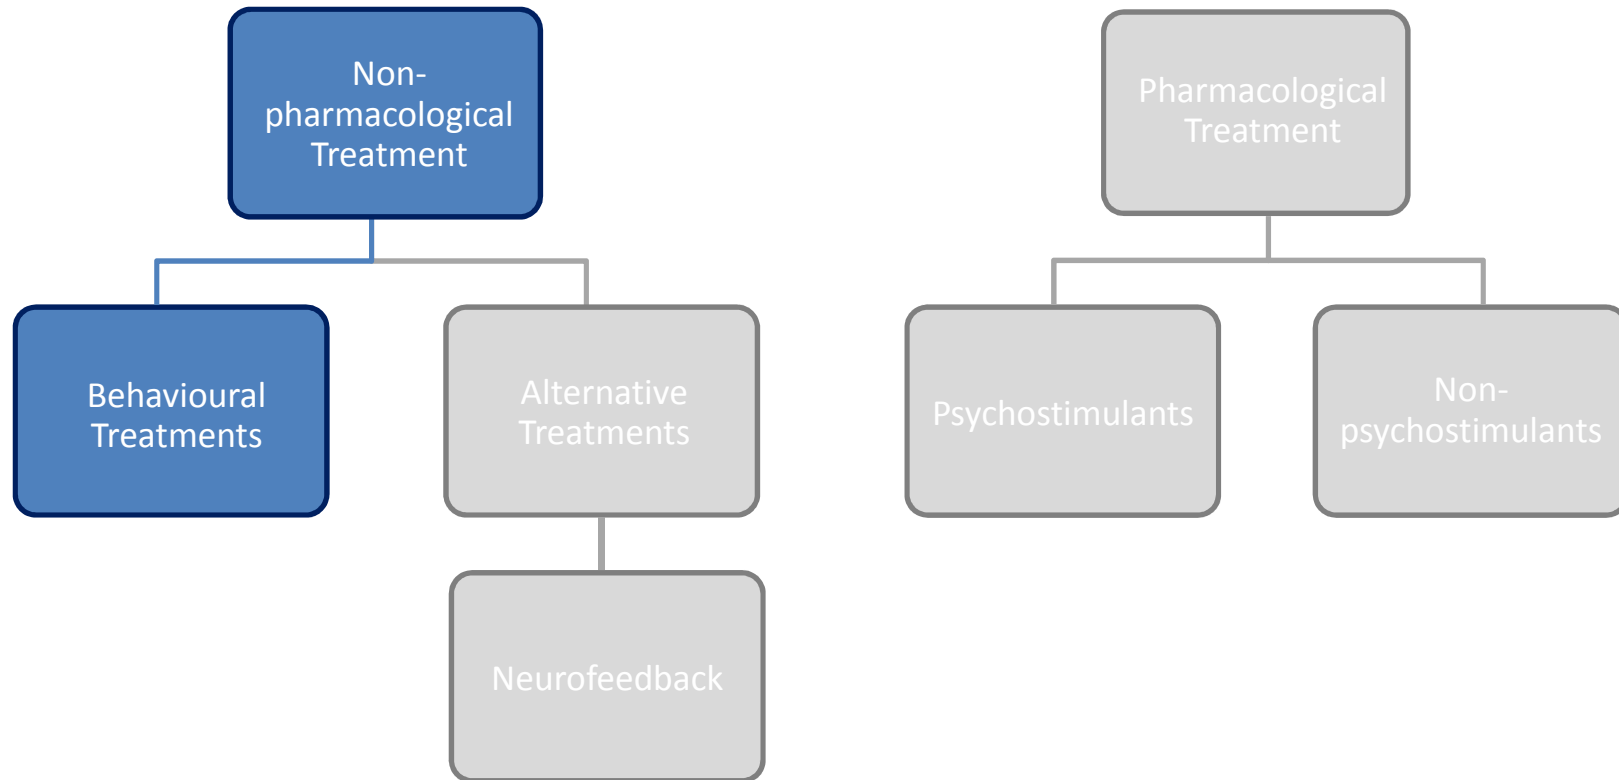 Non-
pharmacological
Treatment
Pharmacological
Treatment
Behavioural
Treatments
Alternative
Treatments
Psychostimulants
Non-
psychostimulants
Neurofeedback